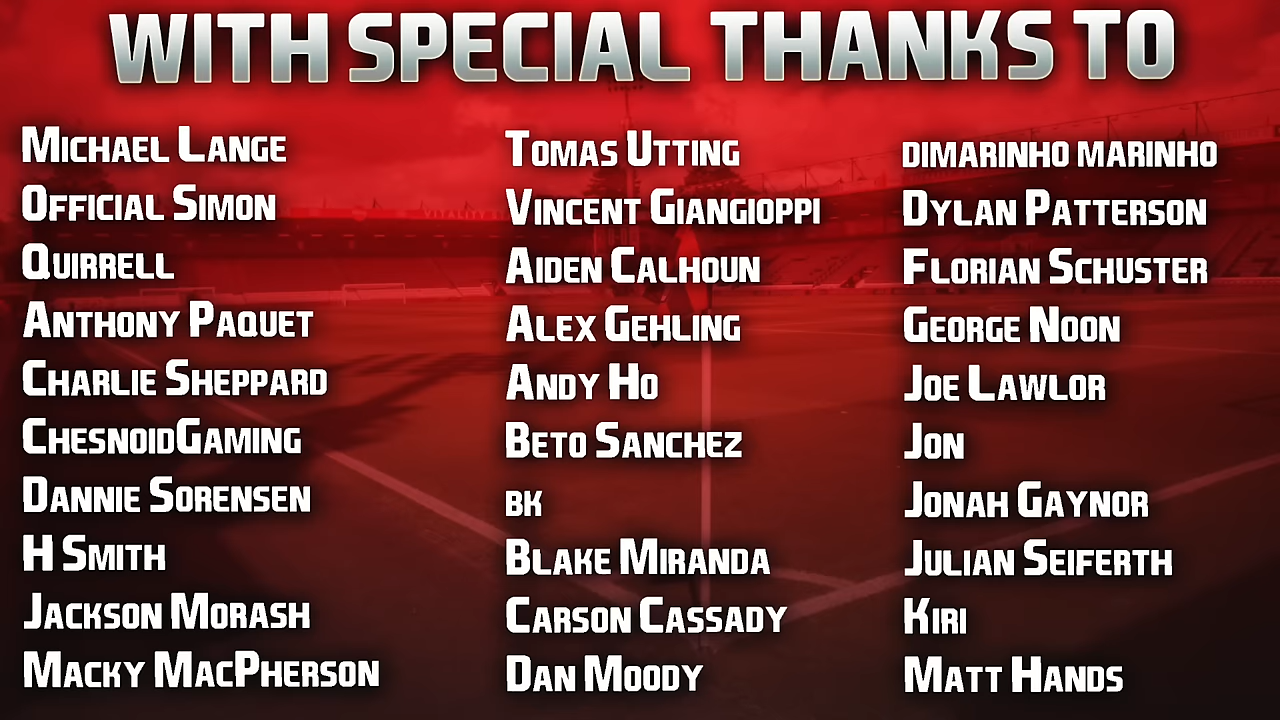 WITH SPECIAL THANKS TO
Michael Lange
Official Simon
Quirrell
Anthony Paquet
Charlie Sheppard
ChesnoidGaming
Dannie Sorensen
H Smith
Jackson Morash
Macky MacPherson
Tomas Utting
Vincent Giangioppi
Aiden Calhoun
Alex Gehling
Andy Ho
Beto Sanchez
bk
Blake Miranda
Carson Cassady
Dan Moody
dimarinho marinho
Dylan Patterson
Florian Schuster
George Noon
Joe Lawlor
Jon
Jonah Gaynor
Julian Seiferth
Kiri
Matt Hands